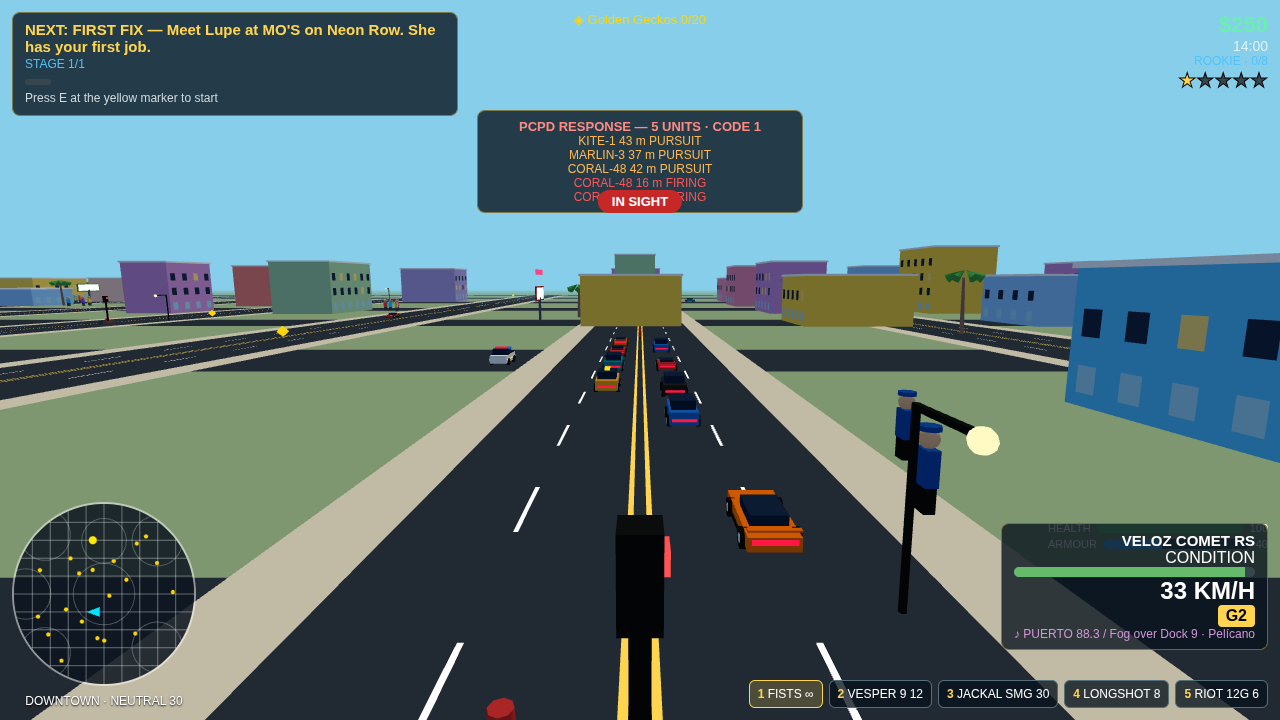 NEXT: FIRST FIX — Meet Lupe at MO'S on Neon Row. She
has your first job.
STAGE 1/1
Press E at the yellow marker to start
◈ Golden Geckos 0/20
$250
14:00
ROOKIE · 0/8
PCPD RESPONSE — 5 UNITS · CODE 1
KITE-1 43 m PURSUIT
MARLIN-3 37 m PURSUIT
CORAL-48 42 m PURSUIT
CORAL-48 16 m FIRING
IN SIGHT
HEALTH
ARMOUR
VELOZ COMET RS
CONDITION
33 KM/H
G2
♪ PUERTO 88.3 / Fog over Dock 9 · Pelícano
DOWNTOWN · NEUTRAL 30
1 FISTS ∞
2 VESPER 9 12
3 JACKAL SMG 30
4 LONGSHOT 8
5 RIOT 12G 6